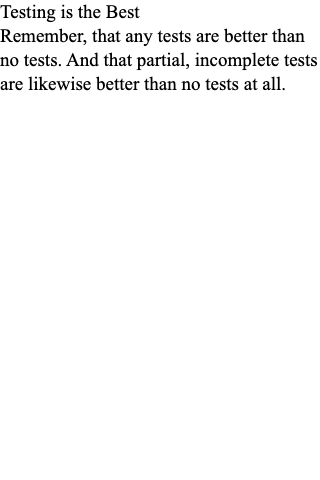 Testing is the Best
Remember, that any tests are better than
no tests. And that partial, incomplete tests
are likewise better than no tests at all.